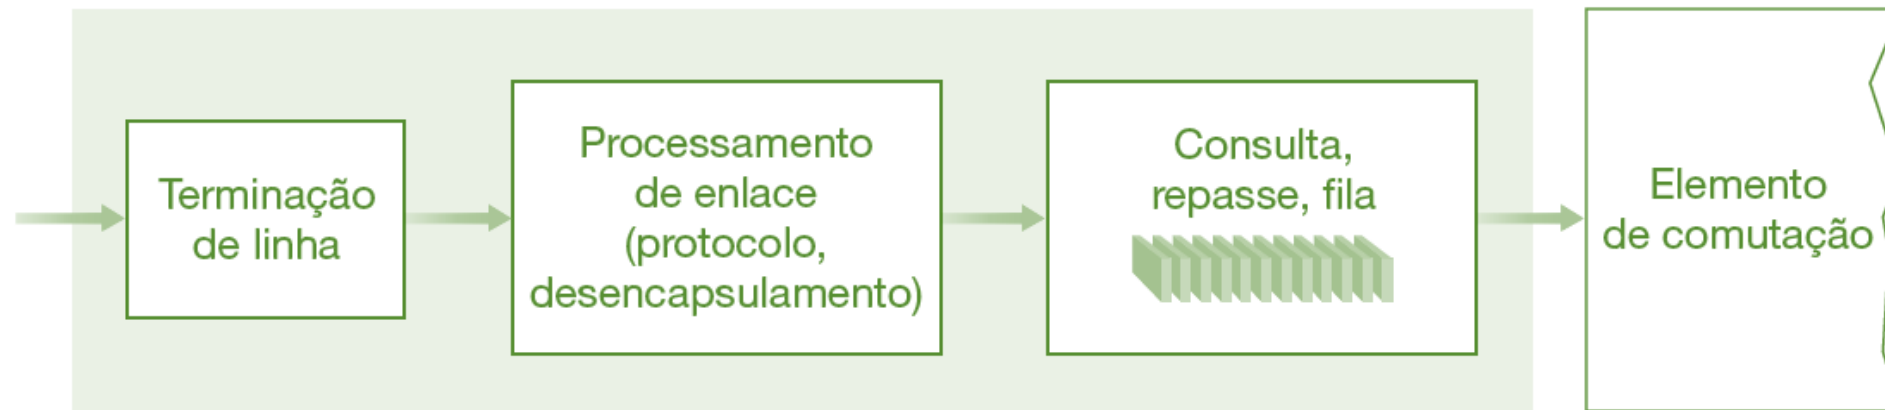 Terminação
de linha
Processamento
de enlace
(protocolo,
desencapsulamento)
Consulta,
repasse, fila
Elemento
de comutação